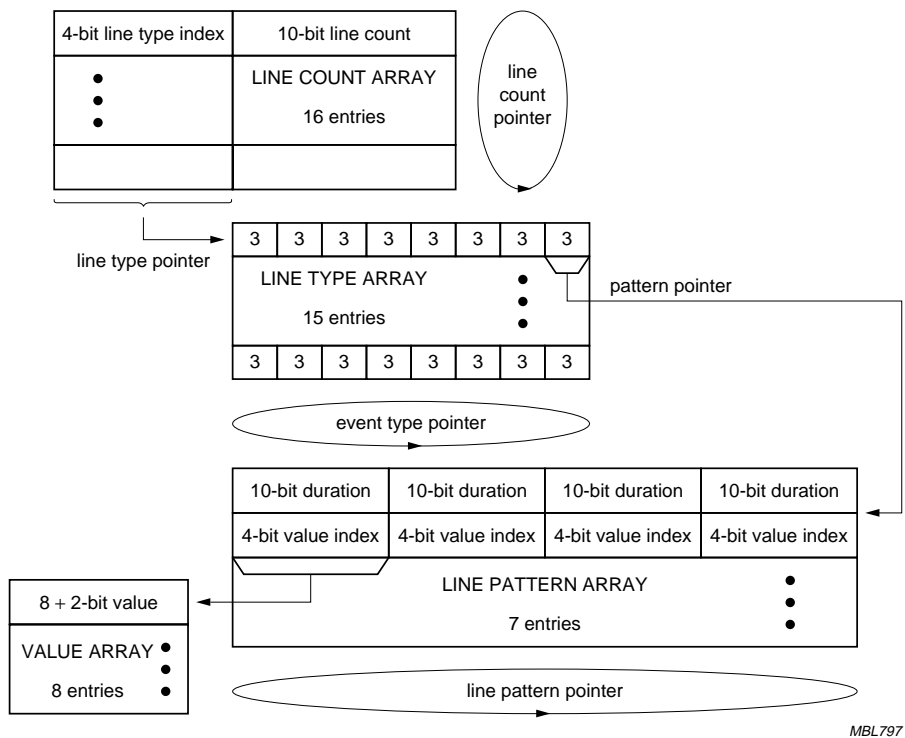 4-bit line type index 10-bit line count
LINE COUNT ARRAY
16 entries
line
count
pointer
line type pointer
3 3 3 3 3 3 3 3
LINE TYPE ARRAY
15 entries
pattern pointer
3 3 3 3 3 3 3 3
event type pointer
10-bit duration 10-bit duration 10-bit duration 10-bit duration
4-bit value index 4-bit value index 4-bit value index 4-bit value index
LINE PATTERN ARRAY
7 entries
8 + 2-bit value
VALUE ARRAY
8 entries
line pattern pointer
MBL797